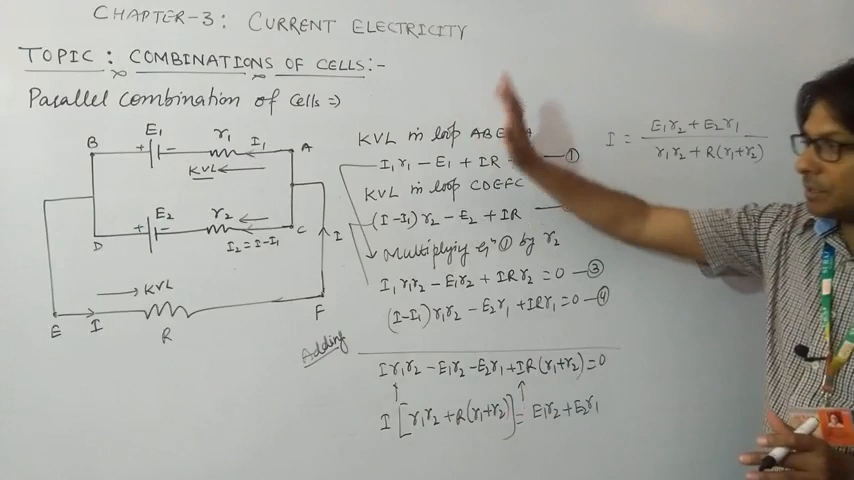 CHAPTER-3: CURRENT ELECTRICITY
TOPIC: COMBINATIONS OF CELLS:-
Parallel combination of cells ⇒
B E₁ r₁ I₁ A
+ -
KVL
E₂ r₂
D + - C I
I₂ = I-I₁
KVL
E I R F
KVL in loop ABE
I₁r₁ - E₁ + IR ①
KVL in loop CDEFC
(I-I₁)r₂ - E₂ + IR
Multiplying eqⁿ ① by r₂
I₁r₁r₂ - E₁r₂ + IRr₂ = 0 —③
(I-I₁)r₁r₂ - E₂r₁ + IRr₁ = 0 —④
Adding
Ir₁r₂ - E₁r₂ - E₂r₁ + IR(r₁+r₂) = 0
I[r₁r₂ + R(r₁+r₂)] = E₁r₂ + E₂r₁
I = E₁r₂ + E₂r₁
r₁r₂ + R(r₁+r₂)